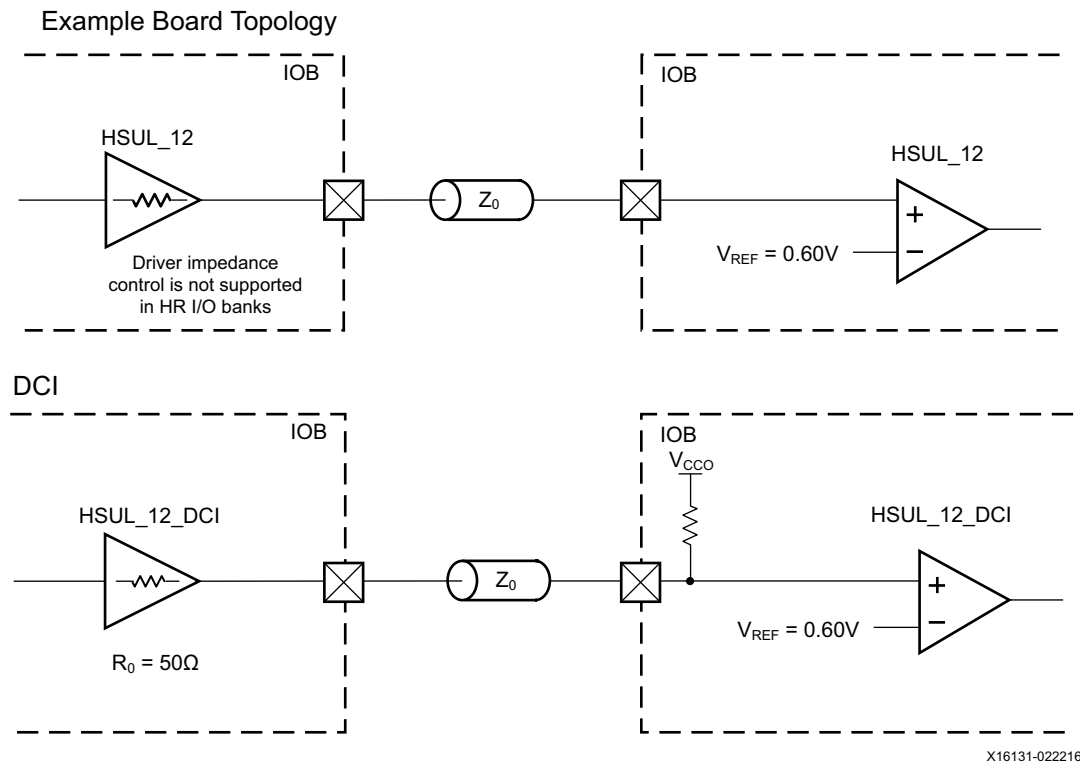 Example Board Topology
IOB
IOB
HSUL_12
HSUL_12
Z0
+
VREF = 0.60V
−
Driver impedance
control is not supported
in HR I/O banks
DCI
IOB
IOB
VCCO
HSUL_12_DCI
HSUL_12_DCI
Z0
+
VREF = 0.60V
−
R0 = 50Ω
X16131-022216